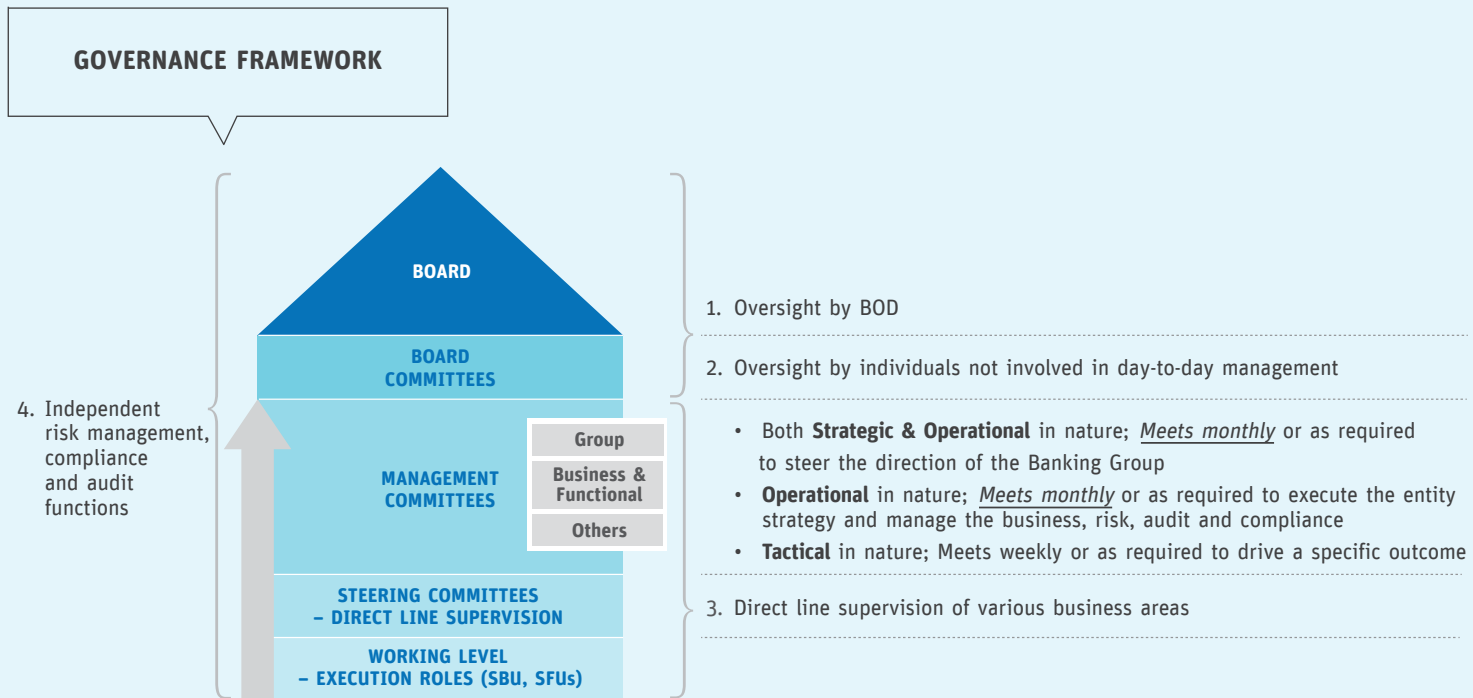 GOVERNANCE FRAMEWORK
BOARD
BOARD
COMMITTEES
MANAGEMENT
COMMITTEES
Group
Business &
Functional
Others
STEERING COMMITTEES
– DIRECT LINE SUPERVISION
WORKING LEVEL
– EXECUTION ROLES (SBU, SFUs)
4. Independent
risk management,
compliance
and audit
functions
1. Oversight by BOD
2. Oversight by individuals not involved in day-to-day management
• Both Strategic & Operational in nature; Meets monthly or as required
to steer the direction of the Banking Group
• Operational in nature; Meets monthly or as required to execute the entity
strategy and manage the business, risk, audit and compliance
• Tactical in nature; Meets weekly or as required to drive a specific outcome
3. Direct line supervision of various business areas